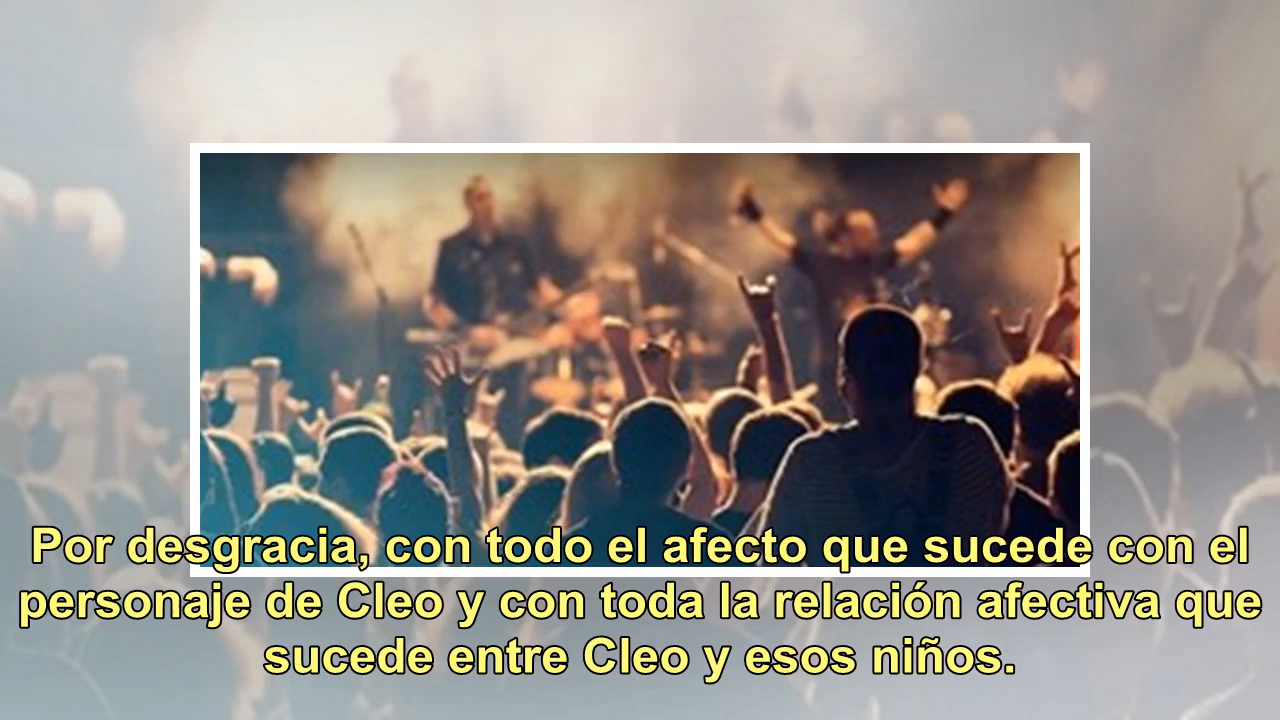 Por desgracia, con todo el afecto que sucede con el
personaje de Cleo y con toda la relación afectiva que
sucede entre Cleo y esos niños.